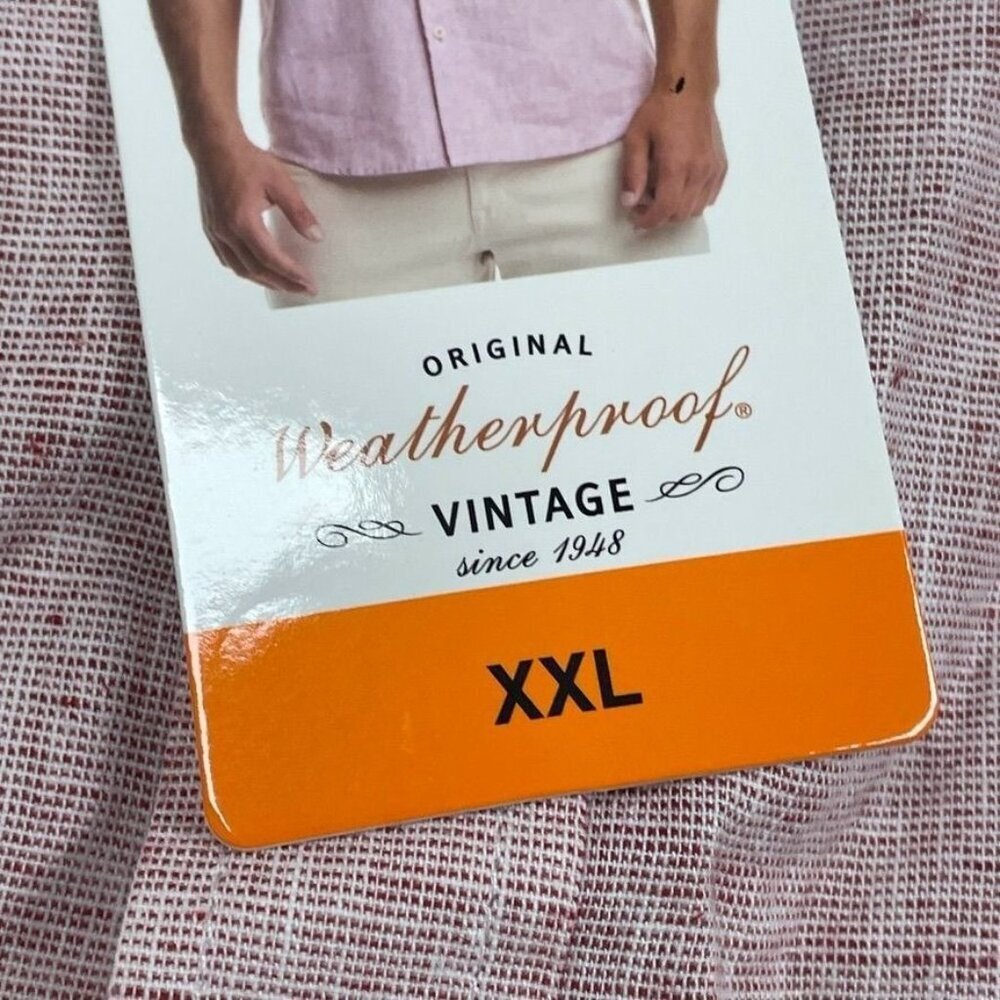 ORIGINAL
Weatherproof®
VINTAGE
since 1948
XXL